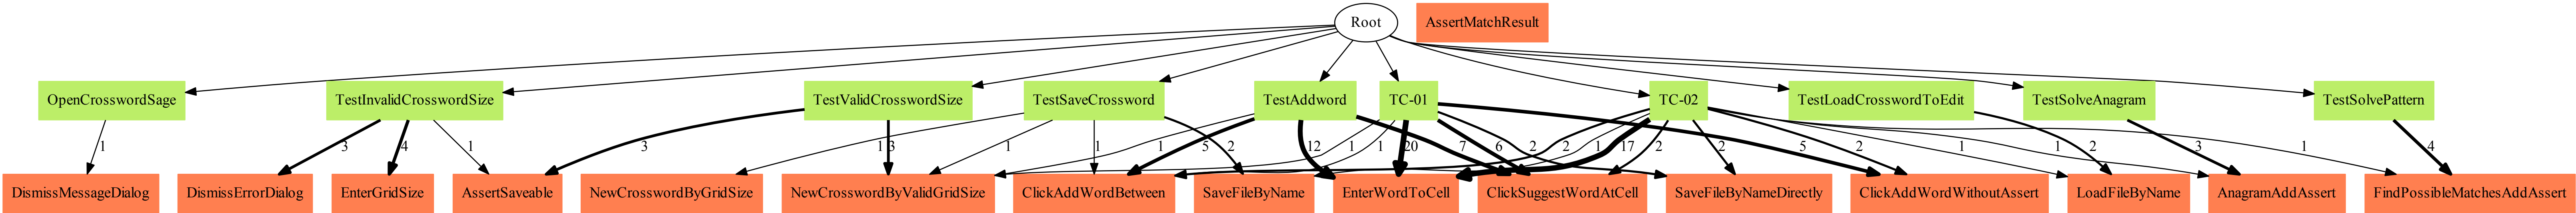 Root
AssertMatchResult
OpenCrosswordSage
TestInvalidCrosswordSize
TestValidCrosswordSize
TestSaveCrossword
TestAddword
TC-01
TC-02
TestLoadCrosswordToEdit
TestSolveAnagram
TestSolvePattern
1
3
4
1
3
1
3
1
1
2
1
5
12
7
1
1
20
6
2
5
2
1
17
2
2
2
1
1
1
2
3
4
DismissMessageDialog
DismissErrorDialog
EnterGridSize
AssertSaveable
NewCrosswordByGridSize
NewCrosswordByValidGridSize
ClickAddWordBetween
SaveFileByName
EnterWordToCell
ClickSuggestWordAtCell
SaveFileByNameDirectly
ClickAddWordWithoutAssert
LoadFileByName
AnagramAddAssert
FindPossibleMatchesAddAssert